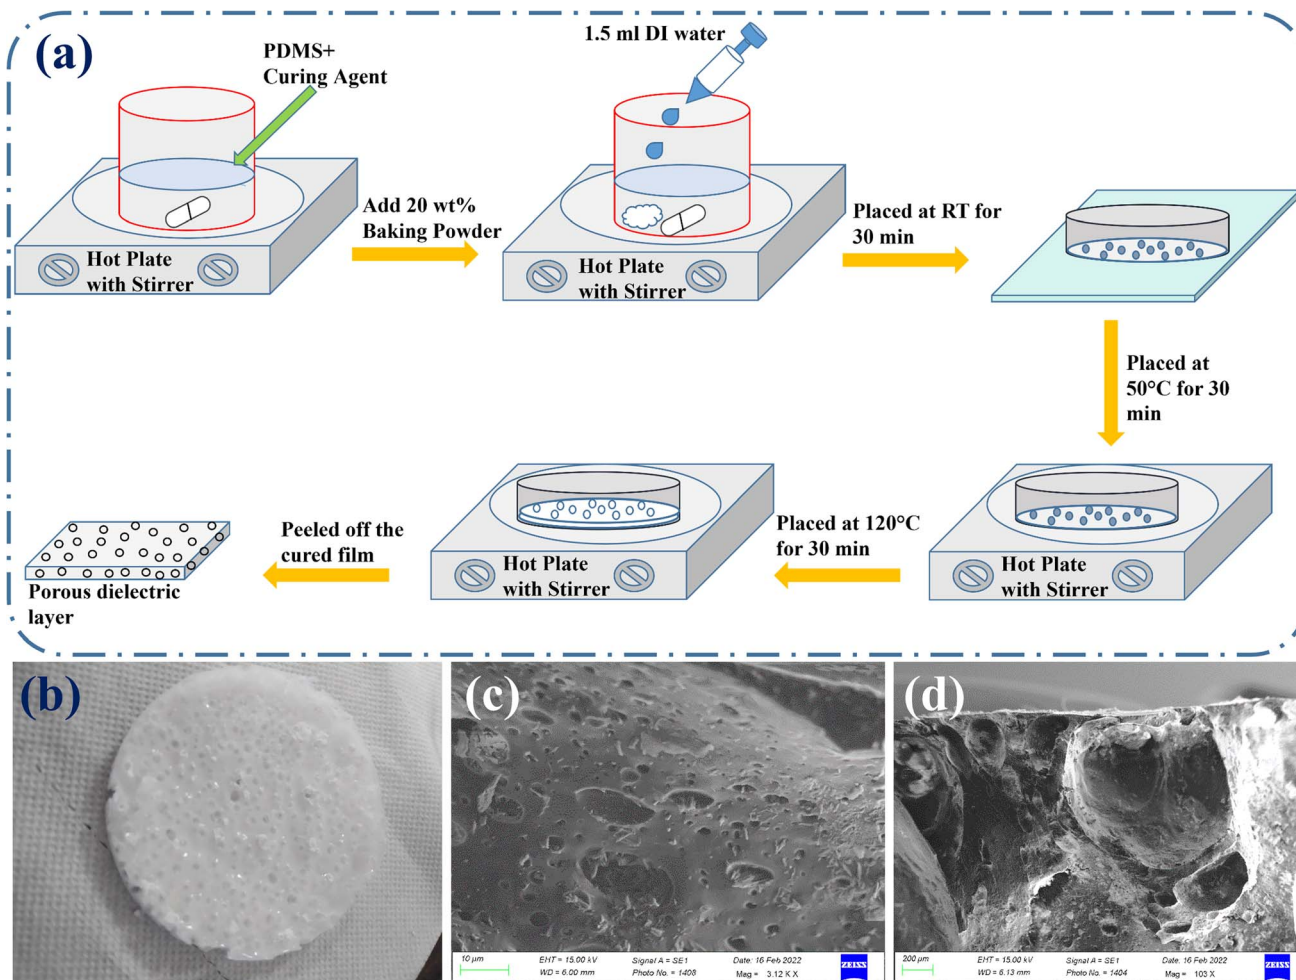 (a)
PDMS+
Curing Agent
1.5 ml DI water
Add 20 wt%
Baking Powder
Placed at RT for
30 min
Hot Plate
with Stirrer
Hot Plate
with Stirrer
Placed at
50°C for 30
min
Peeled off the
cured film
Placed at 120°C
for 30 min
Hot Plate
with Stirrer
Hot Plate
with Stirrer
Porous dielectric
layer
(b)
(c)
(d)
10 µm
EHT = 15.00 kV
Signal A = SE1
Date: 16 Feb 2022
WD = 6.00 mm
Photo No. = 1408
Mag = 3.12 K X
ZEISS
200 µm
EHT = 15.00 kV
Signal A = SE1
Date: 16 Feb 2022
WD = 6.13 mm
Photo No. = 1404
Mag = 103 X
ZEISS